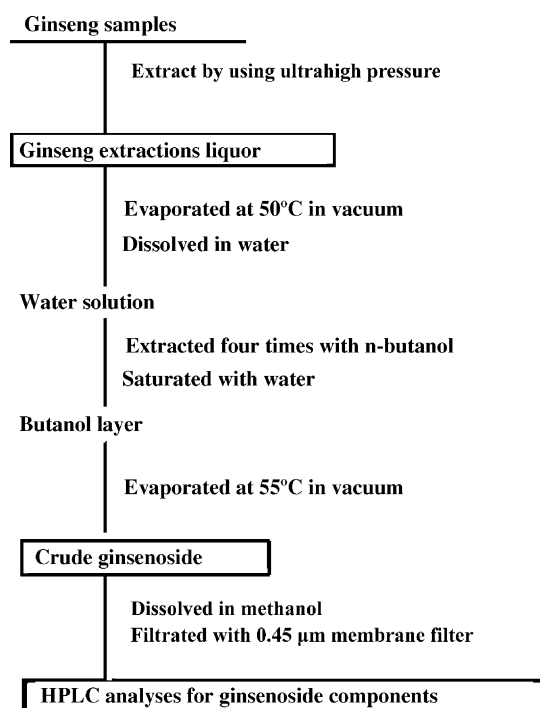 Ginseng samples
Extract by using ultrahigh pressure
Ginseng extractions liquor
Evaporated at 50ºC in vacuum
Dissolved in water
Water solution
Extracted four times with n-butanol
Saturated with water
Butanol layer
Evaporated at 55ºC in vacuum
Crude ginsenoside
Dissolved in methanol
Filtrated with 0.45 µm membrane filter
HPLC analyses for ginsenoside components